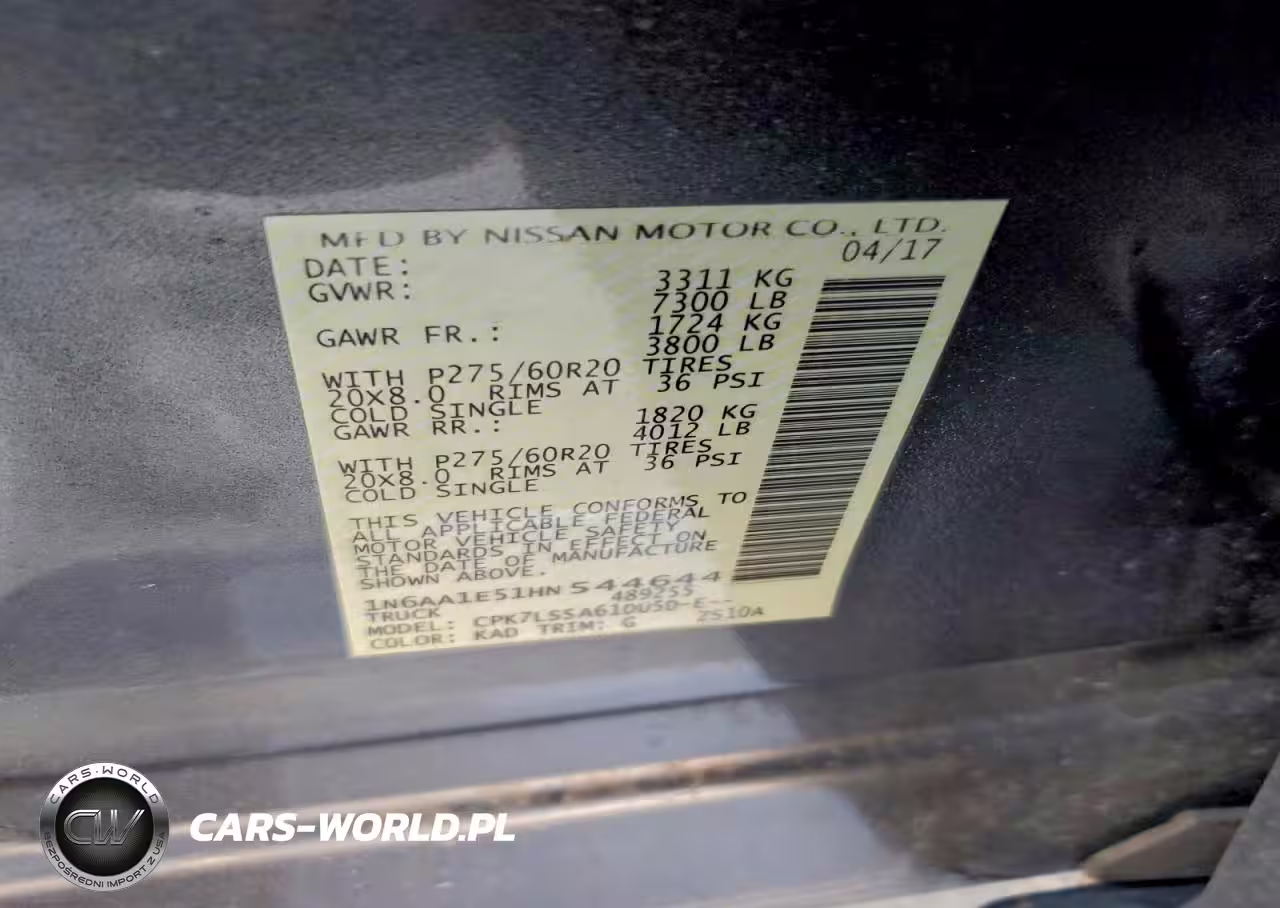 MFD BY NISSAN MOTOR CO., LTD.
DATE: 04/17
GVWR: 3311 KG
7300 LB
GAWR FR.: 1724 KG
3800 LB
WITH P275/60R20 TIRES
20X8.0 RIMS AT 36 PSI
COLD SINGLE
GAWR RR.: 1820 KG
4012 LB
WITH P275/60R20 TIRES
20X8.0 RIMS AT 36 PSI
COLD SINGLE
THIS VEHICLE CONFORMS TO
ALL APPLICABLE FEDERAL
MOTOR VEHICLE SAFETY
STANDARDS IN EFFECT ON
THE DATE OF MANUFACTURE
SHOWN ABOVE.
1N6AA1E51HN544644
TRUCK 489255
MODEL:
COLOR: KAD TRIM: G 2S10A
CARS-WORLD
CW
BEZPOŚREDNI IMPORT Z USA
CARS-WORLD.PL